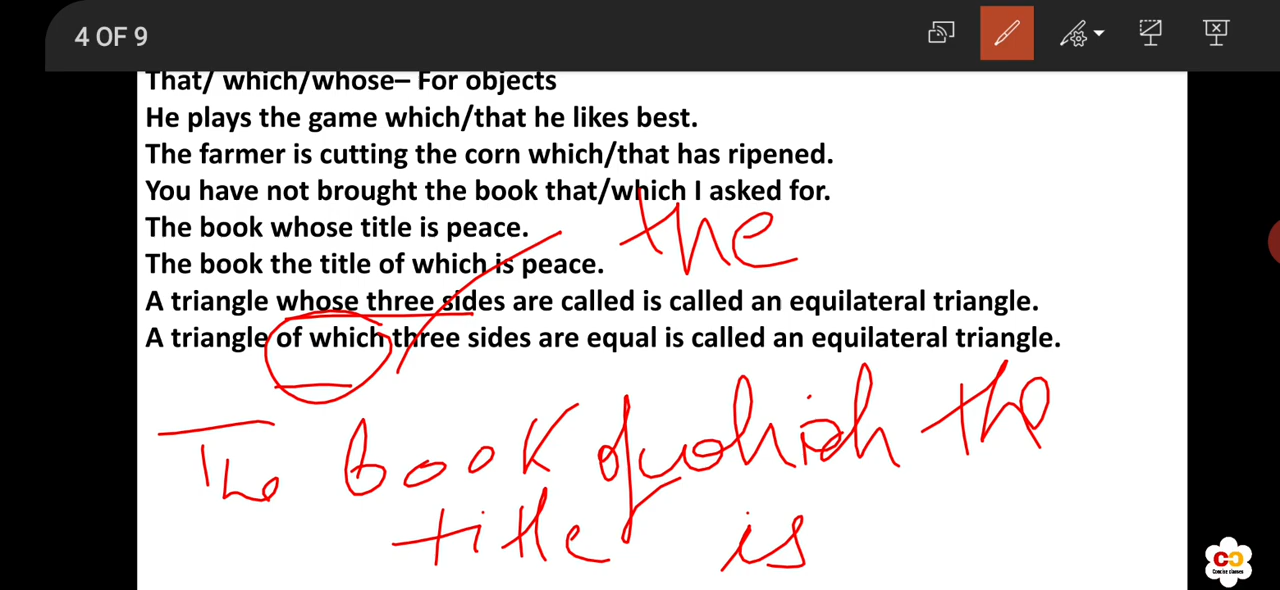 4 OF 9
That/ which/whose– For objects
He plays the game which/that he likes best.
The farmer is cutting the corn which/that has ripened.
You have not brought the book that/which I asked for.
The book whose title is peace.
the
The book the title of which is peace.
A triangle whose three sides are called is called an equilateral triangle.
A triangle of which three sides are equal is called an equilateral triangle.
The book of which the
title is
Concise classes